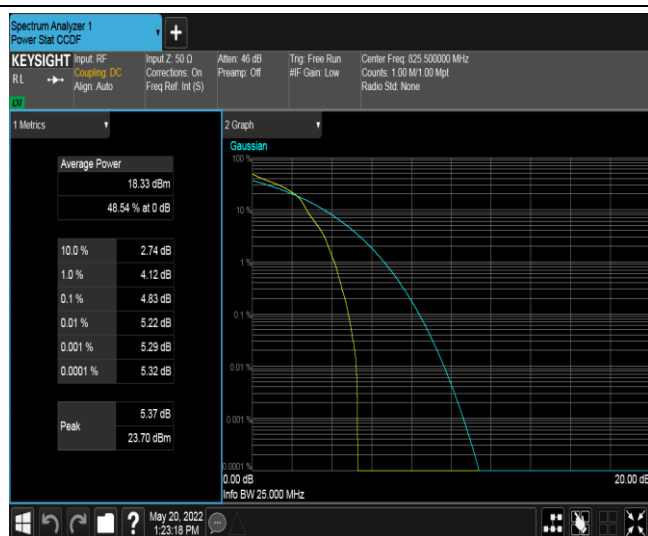 Spectrum Analyzer 1
Power Stat CCDF
+
KEYSIGHT
RL
LM
Input: RF
Coupling: DC
Align: Auto
Input Z: 50 Ω
Corrections: On
Freq Ref: Int (S)
Atten: 46 dB
Preamp: Off
Trig: Free Run
#IF Gain: Low
Center Freq: 825.500000 MHz
Counts: 1.00 M/1.00 Mpt
Radio Std: None
1 Metrics
Average Power
18.33 dBm
48.54 % at 0 dB
10.0 % 2.74 dB
1.0 % 4.12 dB
0.1 % 4.83 dB
0.01 % 5.22 dB
0.001 % 5.29 dB
0.0001 % 5.32 dB
Peak
5.37 dB
23.70 dBm
2 Graph
Gaussian
100 %
10 %
1 %
0.1 %
0.01 %
0.001 %
0.0001 %
0.00 dB 20.00 dB
Info BW 25.000 MHz
?
May 20, 2022
1:23:18 PM